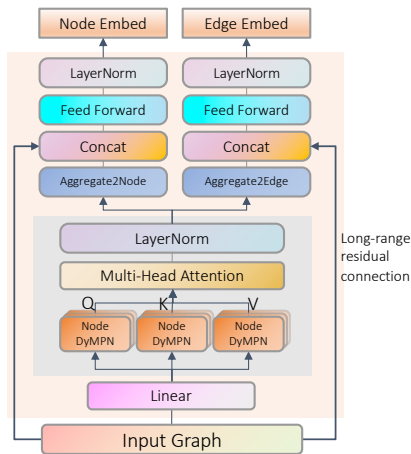 Node Embed
Edge Embed
LayerNorm
LayerNorm
Feed Forward
Feed Forward
Concat
Concat
Aggregate2Node
Aggregate2Edge
LayerNorm
Long-range
residual
connection
Multi-Head Attention
Q
K
V
Node
DyMPN
Node
DyMPN
Node
DyMPN
Linear
Input Graph